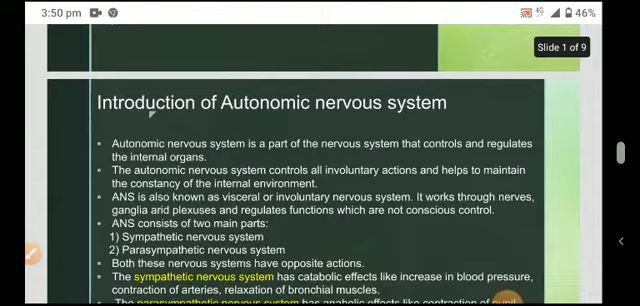 3:50 pm
4G
46%
Slide 1 of 9
Introduction of Autonomic nervous system
Autonomic nervous system is a part of the nervous system that controls and regulates
the internal organs.
The autonomic nervous system controls all involuntary actions and helps to maintain
the constancy of the internal environment.
ANS is also known as visceral or involuntary nervous system. It works through nerves,
ganglia arid plexuses and regulates functions which are not conscious control.
ANS consists of two main parts:
1) Sympathetic nervous system
2) Parasympathetic nervous system
Both these nervous systems have opposite actions.
The sympathetic nervous system has catabolic effects like increase in blood pressure,
contraction of arteries, relaxation of bronchial muscles.
The parasympathetic nervous system has anabolic effects like contraction of pupil